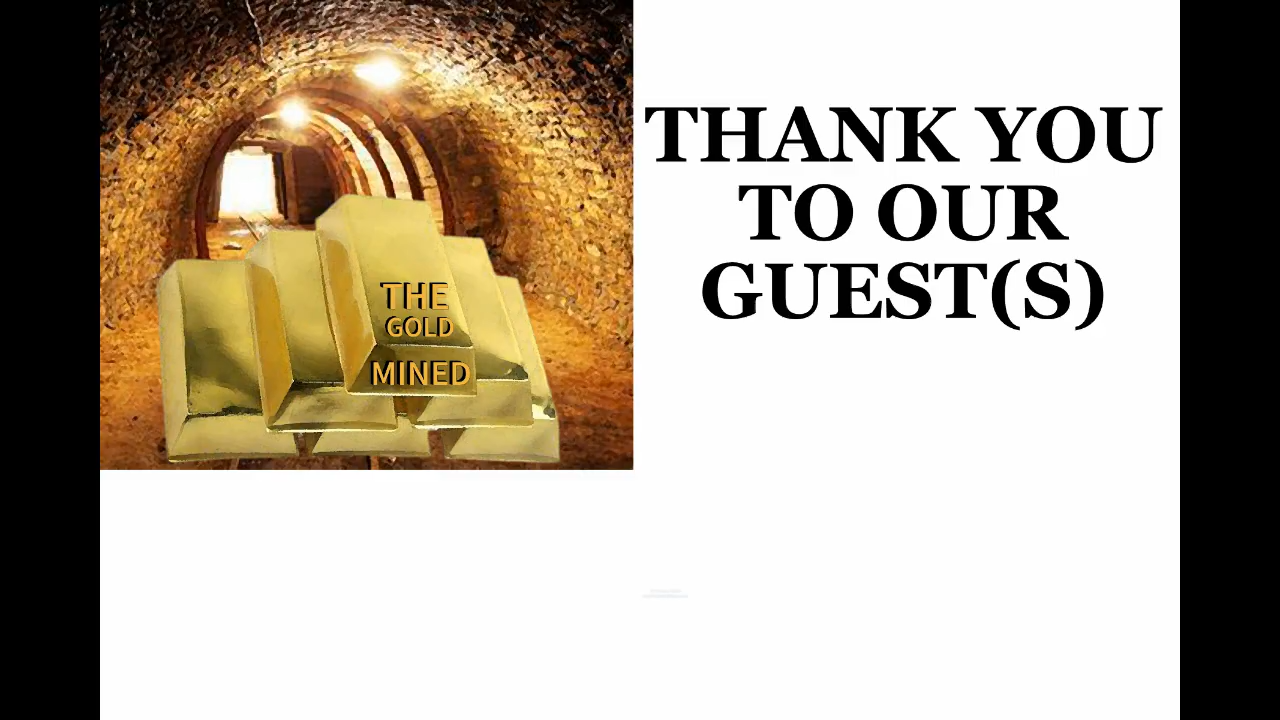 THE
GOLD
MINED
THANK YOU
TO OUR
GUEST(S)